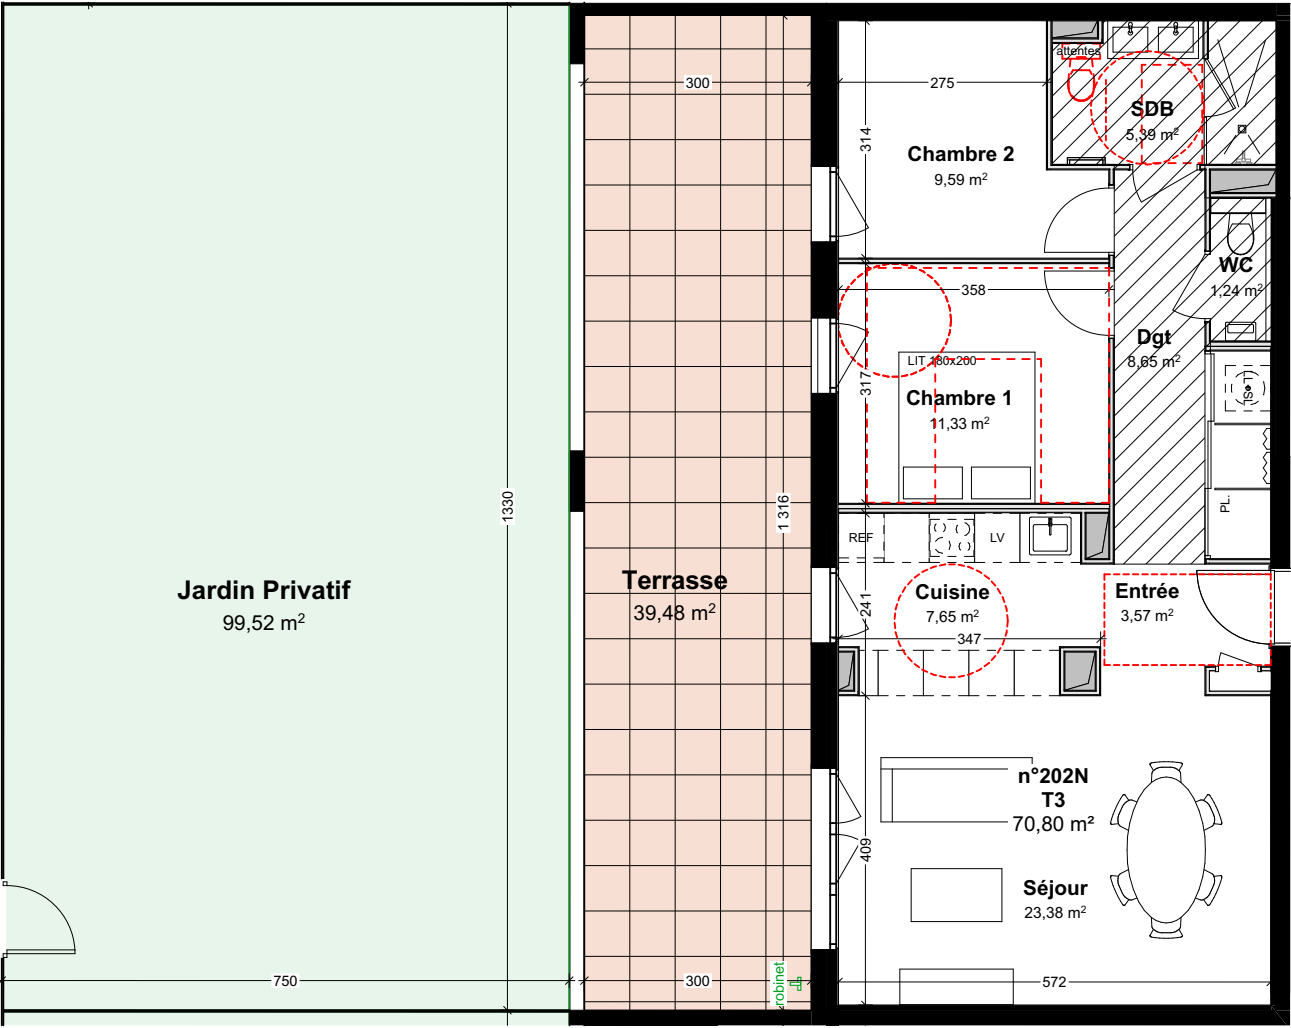 attentes
300
275
SDB
5,39 m²
314
Chambre 2
9,59 m²
WC
1,24 m²
358
Dgt
8,65 m²
LIT 180x200
317
Chambre 1
11,33 m²
LSL
PL.
1330
1 316
REF
LV
Jardin Privatif
99,52 m²
Terrasse
39,48 m²
Cuisine
7,65 m²
241
347
Entrée
3,57 m²
n°202N
T3
70,80 m²
409
Séjour
23,38 m²
750
300
robinet
572